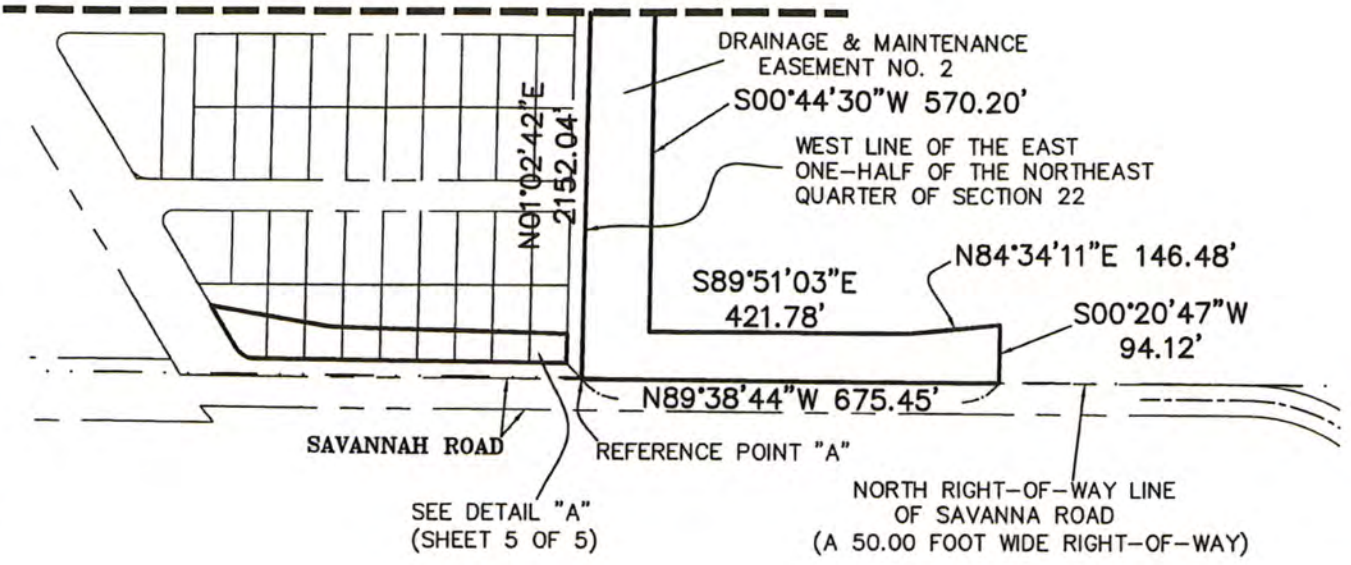 DRAINAGE & MAINTENANCE
EASEMENT NO. 2
S00°44'30"W 570.20'
WEST LINE OF THE EAST
ONE-HALF OF THE NORTHEAST
QUARTER OF SECTION 22
N01°02'42"E
2152.04'
N84°34'11"E 146.48'
S89°51'03"E
421.78'
S00°20'47"W
94.12'
N89°38'44"W 675.45'
SAVANNAH ROAD
REFERENCE POINT "A"
SEE DETAIL "A"
(SHEET 5 OF 5)
NORTH RIGHT-OF-WAY LINE
OF SAVANNA ROAD
(A 50.00 FOOT WIDE RIGHT-OF-WAY)